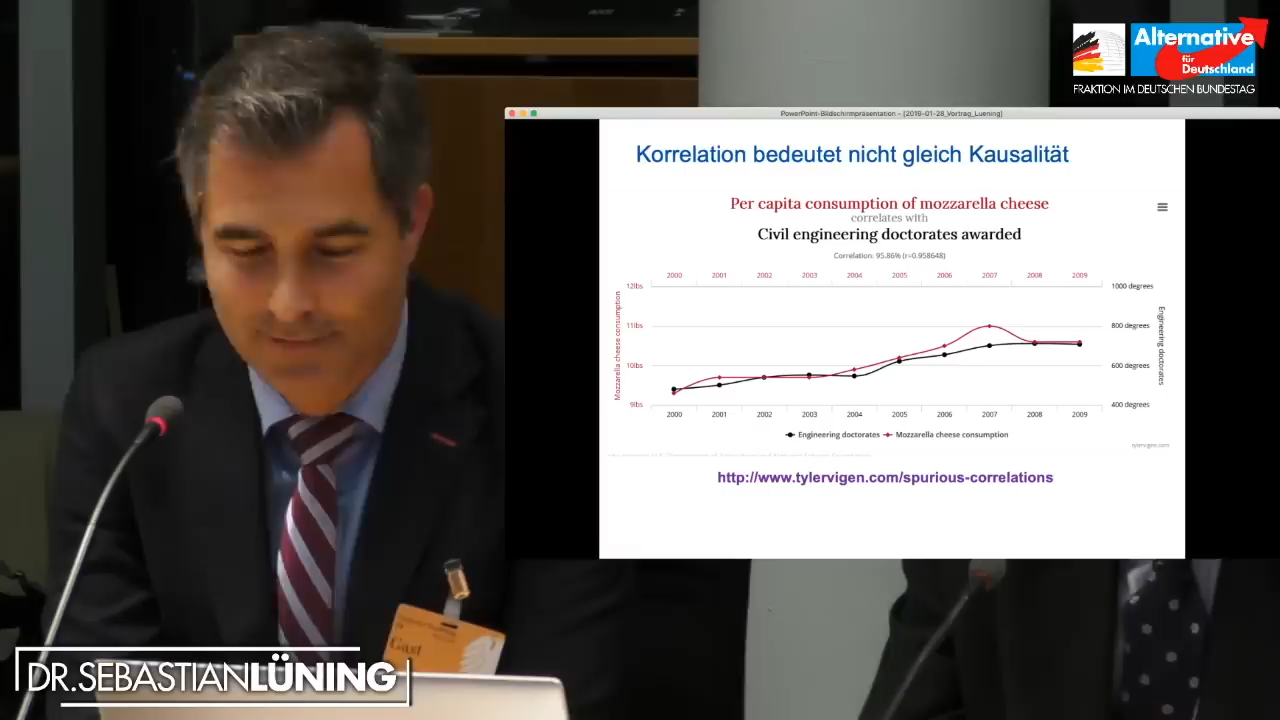 Alternative
für
Deutschland
FRAKTION IM DEUTSCHEN BUNDESTAG
PowerPoint-Bildschirmpräsentation - [2019-01-28_Vortrag_Luening]
Korrelation bedeutet nicht gleich Kausalität
Per capita consumption of mozzarella cheese
correlates with
Civil engineering doctorates awarded
Correlation: 95.86% (r=0.958648)
2000 2001 2002 2003 2004 2005 2006 2007 2008 2009
12lbs 1000 degrees
11lbs 800 degrees
10lbs 600 degrees
9lbs 400 degrees
Mozzarella cheese consumption
Engineering doctorates
2000 2001 2002 2003 2004 2005 2006 2007 2008 2009
Engineering doctorates Mozzarella cheese consumption
tylervigen.com
http://www.tylervigen.com/spurious-correlations
Gast
DR.SEBASTIANLÜNING